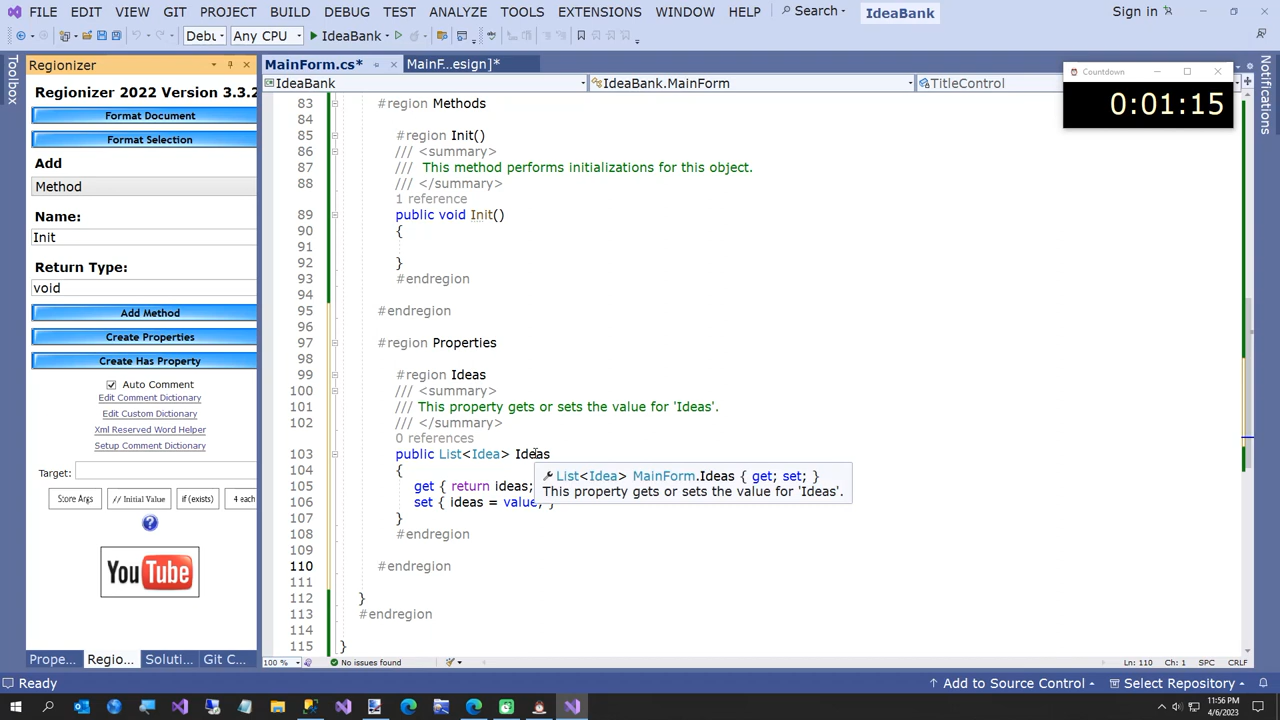 FILE EDIT VIEW GIT PROJECT BUILD DEBUG TEST ANALYZE TOOLS EXTENSIONS WINDOW HELP Search IdeaBank Sign in
Debu Any CPU IdeaBank
Toolbox
Regionizer
Regionizer 2022 Version 3.3.2
Format Document
Format Selection
Add
Method
Name:
Init
Return Type:
void
Add Method
Create Properties
Create Has Property
Auto Comment
Edit Comment Dictionary
Edit Custom Dictionary
Xml Reserved Word Helper
Setup Comment Dictionary
Target:
Store Args // Initial Value if (exists) 4 each
?
YouTube
Prope... Regio... Soluti... Git C...
MainForm.cs* MainF...esign]*
IdeaBank IdeaBank.MainForm TitleControl
Countdown
0:01:15
Notifications
83 #region Methods
84
85 #region Init()
86 /// <summary>
87 /// This method performs initializations for this object.
88 /// </summary>
1 reference
89 public void Init()
90 {
91
92 }
93 #endregion
94
95 #endregion
96
97 #region Properties
98
99 #region Ideas
100 /// <summary>
101 /// This property gets or sets the value for 'Ideas'.
102 /// </summary>
0 references
103 public List<Idea> Ideas
104 {
105 get { return ideas;
106 set { ideas = value; }
107 }
108 #endregion
109
110 #endregion
111
112 }
113 #endregion
114
115 }
List<Idea> MainForm.Ideas { get; set; }
This property gets or sets the value for 'Ideas'.
100 % No issues found Ln: 110 Ch: 1 SPC CRLF
Ready Add to Source Control Select Repository
11:56 PM
4/6/2023